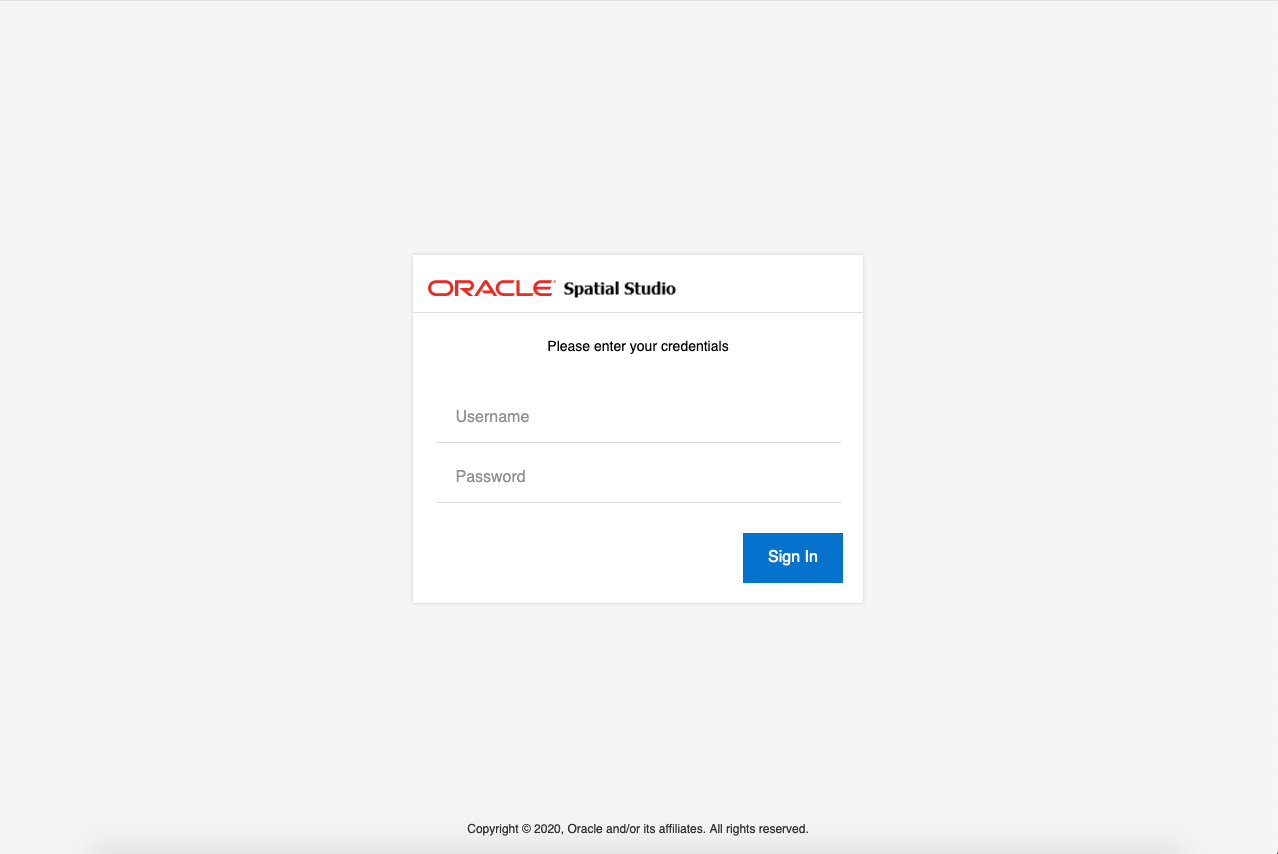 ORACLE® Spatial Studio
Please enter your credentials
Username
Password
Sign In
Copyright © 2020, Oracle and/or its affiliates. All rights reserved.